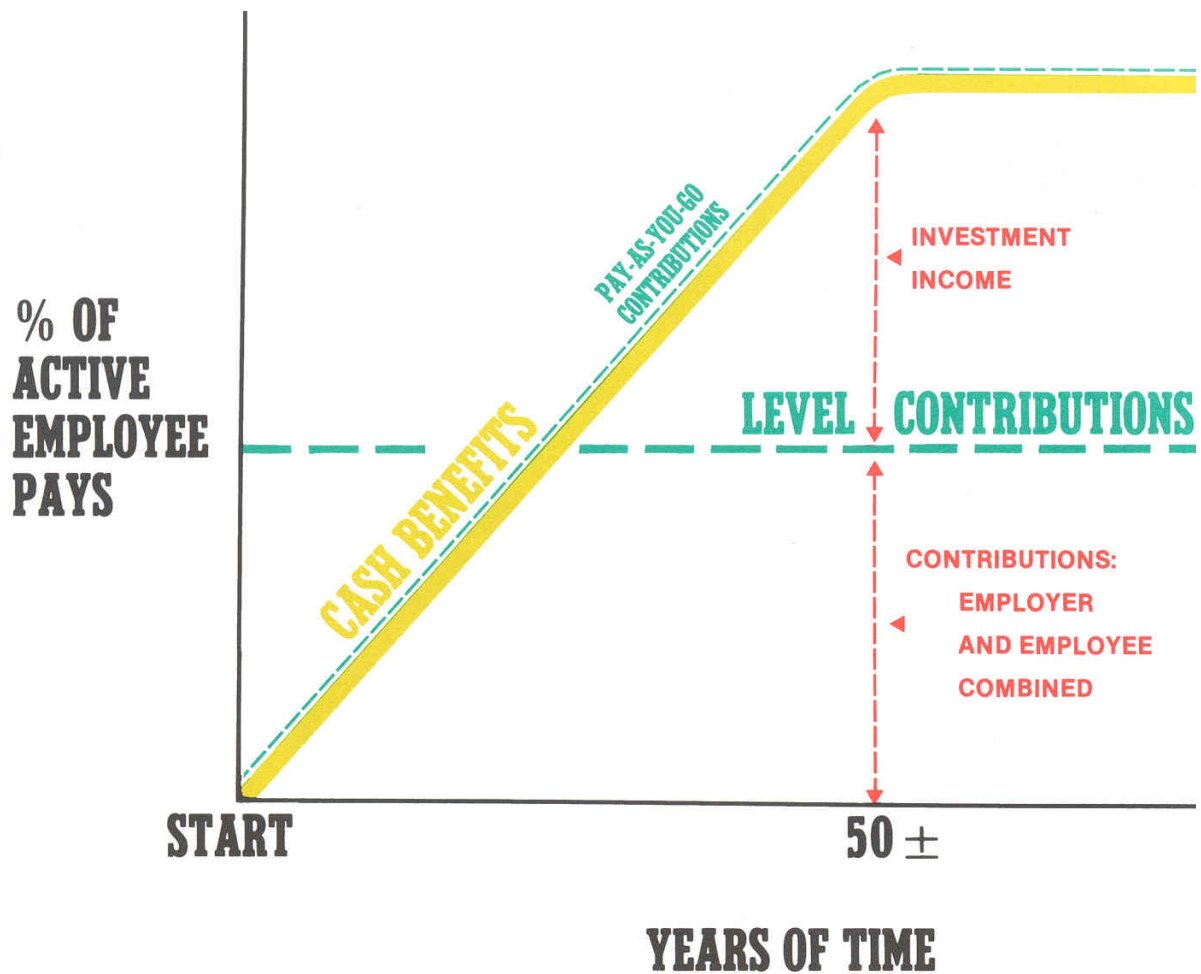 PAY-AS-YOU-GO
CONTRIBUTIONS
INVESTMENT
INCOME
% OF
ACTIVE
EMPLOYEE
PAYS
LEVEL CONTRIBUTIONS
CASH BENEFITS
CONTRIBUTIONS:
EMPLOYER
AND EMPLOYEE
COMBINED
START
50 ±
YEARS OF TIME